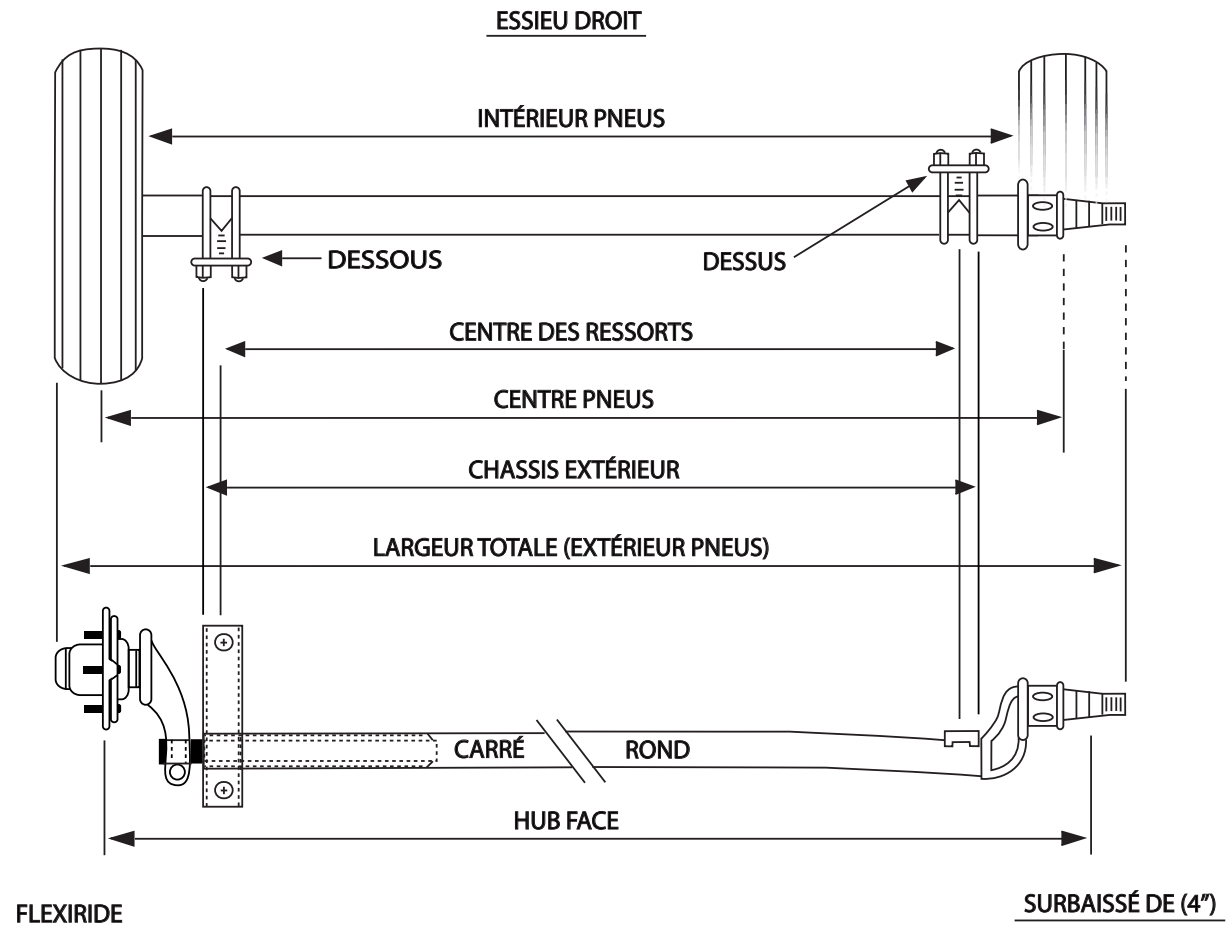 ESSIEU DROIT
INTÉRIEUR PNEUS
DESSOUS
DESSUS
CENTRE DES RESSORTS
CENTRE PNEUS
CHASSIS EXTÉRIEUR
LARGEUR TOTALE (EXTÉRIEUR PNEUS)
CARRÉ
ROND
HUB FACE
FLEXIRIDE
SURBAISSÉ DE (4”)